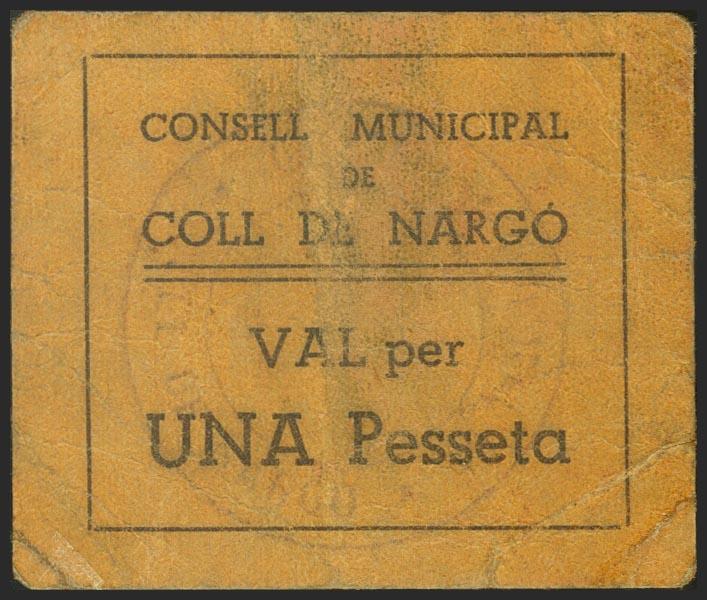 CONSELL MUNICIPAL
DE
COLL DE NARGÓ
VAL per
UNA Pesseta